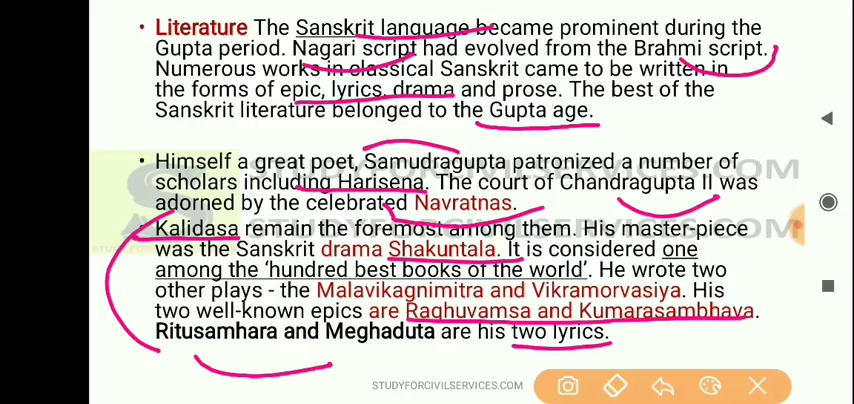 • Literature The Sanskrit language became prominent during the
Gupta period. Nagari script had evolved from the Brahmi script.
Numerous works in classical Sanskrit came to be written in
the forms of epic, lyrics, drama and prose. The best of the
Sanskrit literature belonged to the Gupta age.
• Himself a great poet, Samudragupta patronized a number of
scholars including Harisena. The court of Chandragupta II was
adorned by the celebrated Navratnas.
• Kalidasa remain the foremost among them. His master-piece
was the Sanskrit drama Shakuntala. It is considered one
among the ‘hundred best books of the world’. He wrote two
other plays - the Malavikagnimitra and Vikramorvasiya. His
two well-known epics are Raghuvamsa and Kumarasambhava.
Ritusamhara and Meghaduta are his two lyrics.
STUDYFORCIVILSERVICES.COM